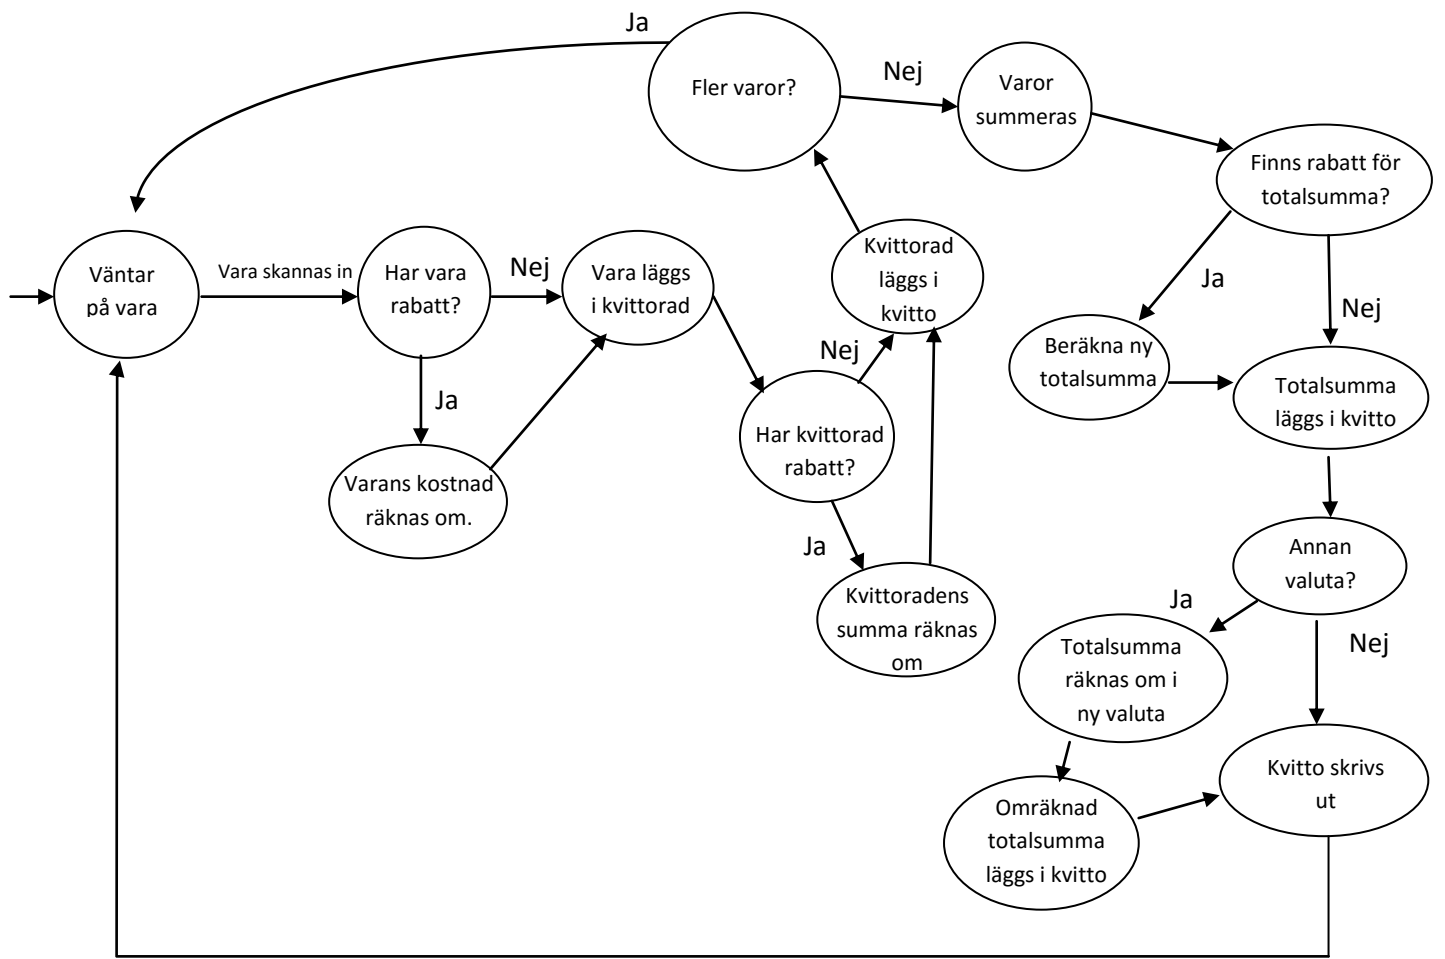 Ja
Fler varor?
Nej
Varor
summeras
Finns rabatt för
totalsumma?
Väntar
på vara
Vara skannas in
Har vara
rabatt?
Nej
Vara läggs
i kvittorad
Kvittorad
läggs i
kvitto
Ja
Nej
Beräkna ny
totalsumma
Totalsumma
läggs i kvitto
Nej
Ja
Har kvittorad
rabatt?
Varans kostnad
räknas om.
Ja
Kvittoradens
summa räknas
om
Annan
valuta?
Ja
Nej
Totalsumma
räknas om i
ny valuta
Kvitto skrivs
ut
Omräknad
totalsumma
läggs i kvitto